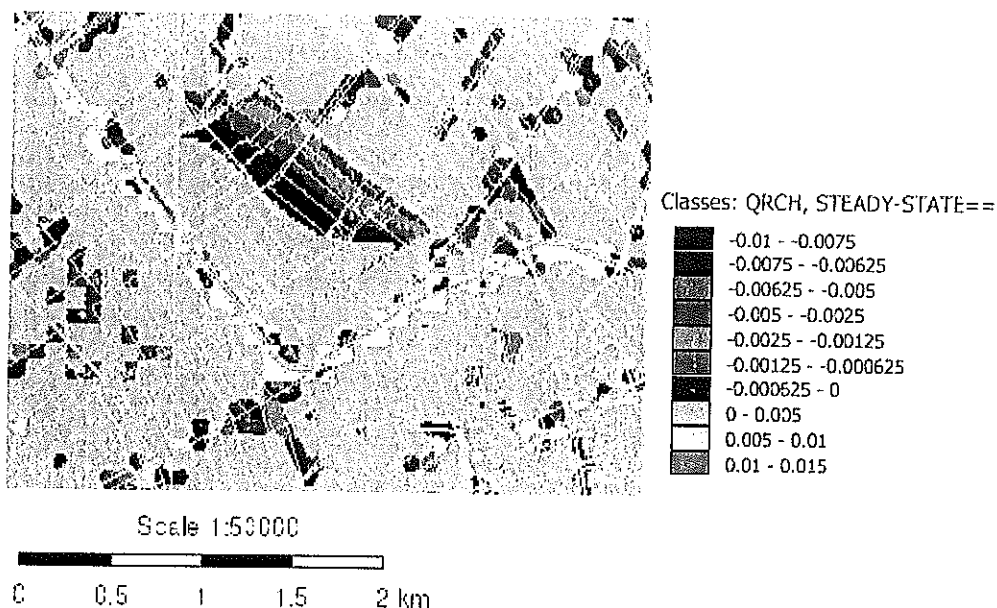 Classes: QRCH, STEADY-STATE==
-0.01 - -0.0075
-0.0075 - -0.00625
-0.00625 - -0.005
-0.005 - -0.0025
-0.0025 - -0.00125
-0.00125 - -0.000625
-0.000625 - 0
0 - 0.005
0.005 - 0.01
0.01 - 0.015
Scale 1:50000
0 0.5 1 1.5 2 km